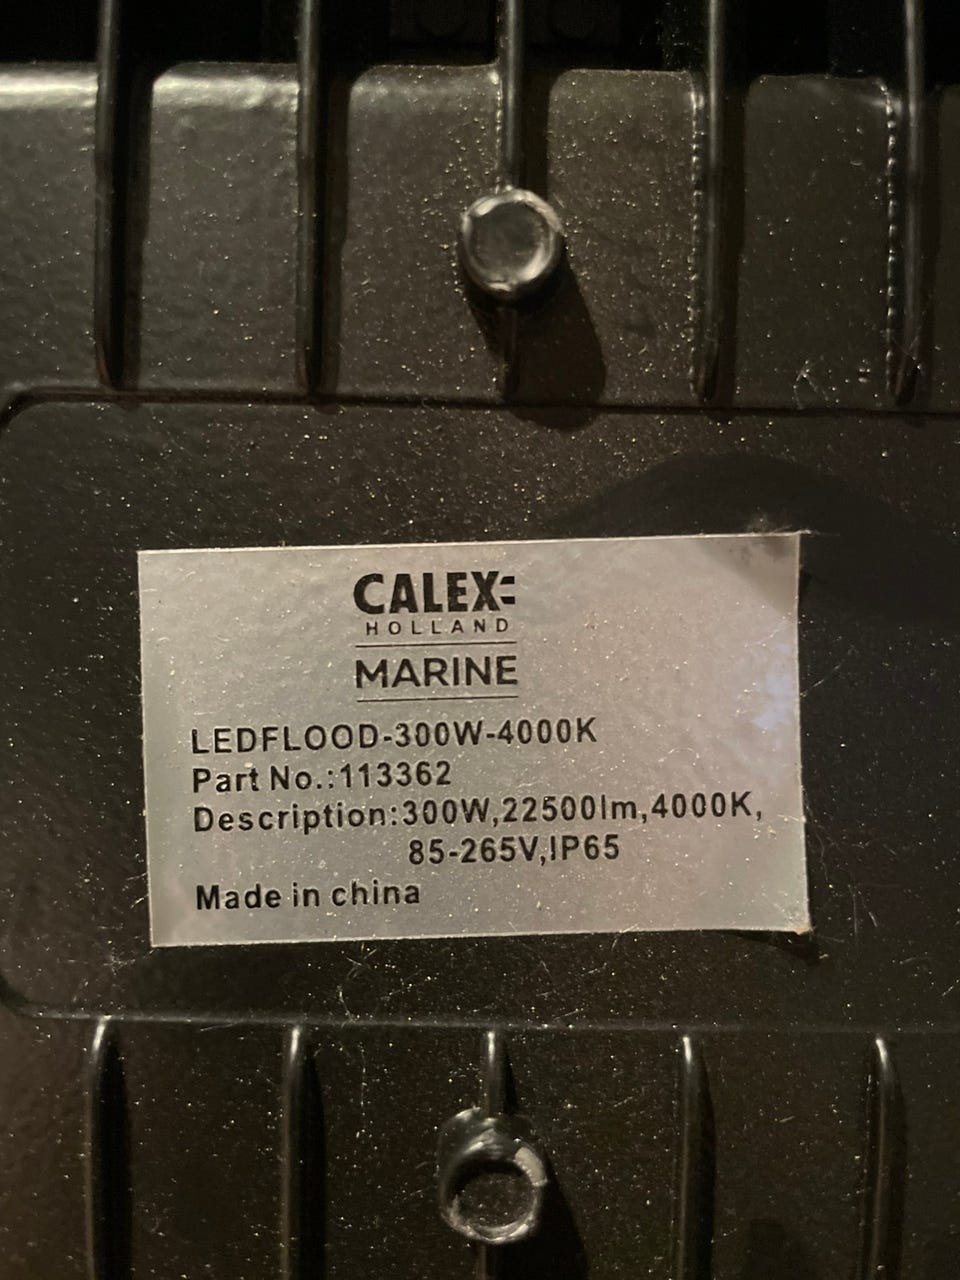 CALEX
HOLLAND
MARINE
LEDFLOOD-300W-4000K
Part No.:113362
Description:300W,22500lm,4000K,
85-265V,IP65
Made in china